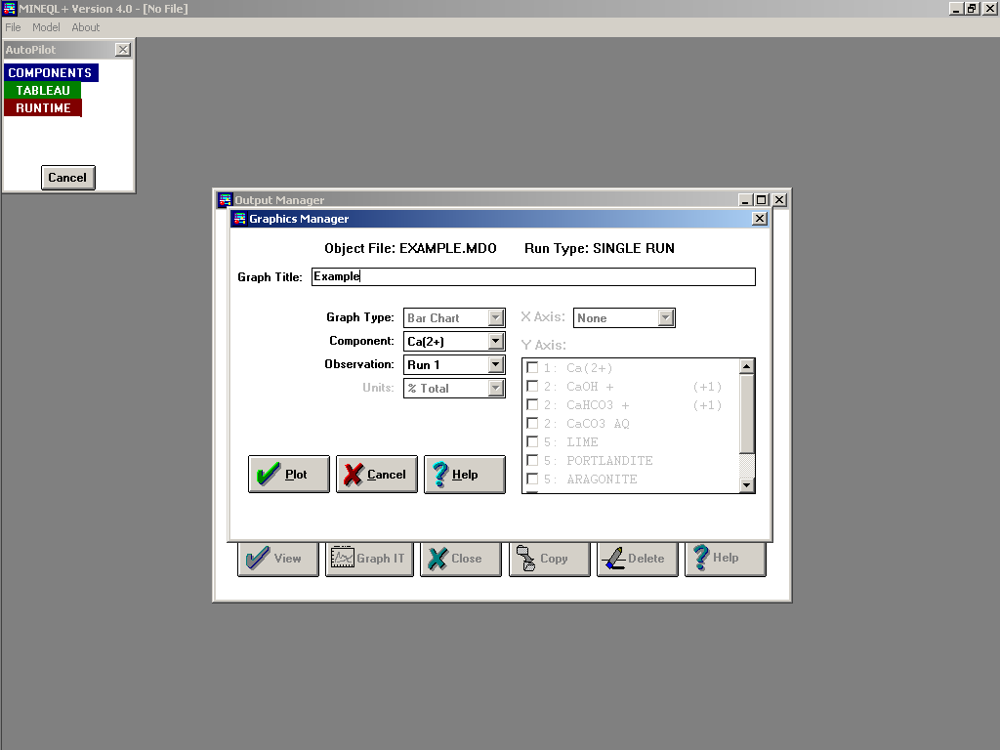 MINEQL+ Version 4.0 - [No File]
File Model About
AutoPilot
COMPONENTS
TABLEAU
RUNTIME
Cancel
Output Manager
Graphics Manager
Object File: EXAMPLE.MDO Run Type: SINGLE RUN
Graph Title: Example
Graph Type: Bar Chart
Component: Ca(2+)
Observation: Run 1
Units: % Total
X Axis: None
Y Axis:
1: Ca(2+)
2: CaOH + (+1)
2: CaHCO3 + (+1)
2: CaCO3 AQ
5: LIME
5: PORTLANDITE
5: ARAGONITE
Plot Cancel Help
View Graph IT Close Copy Delete Help